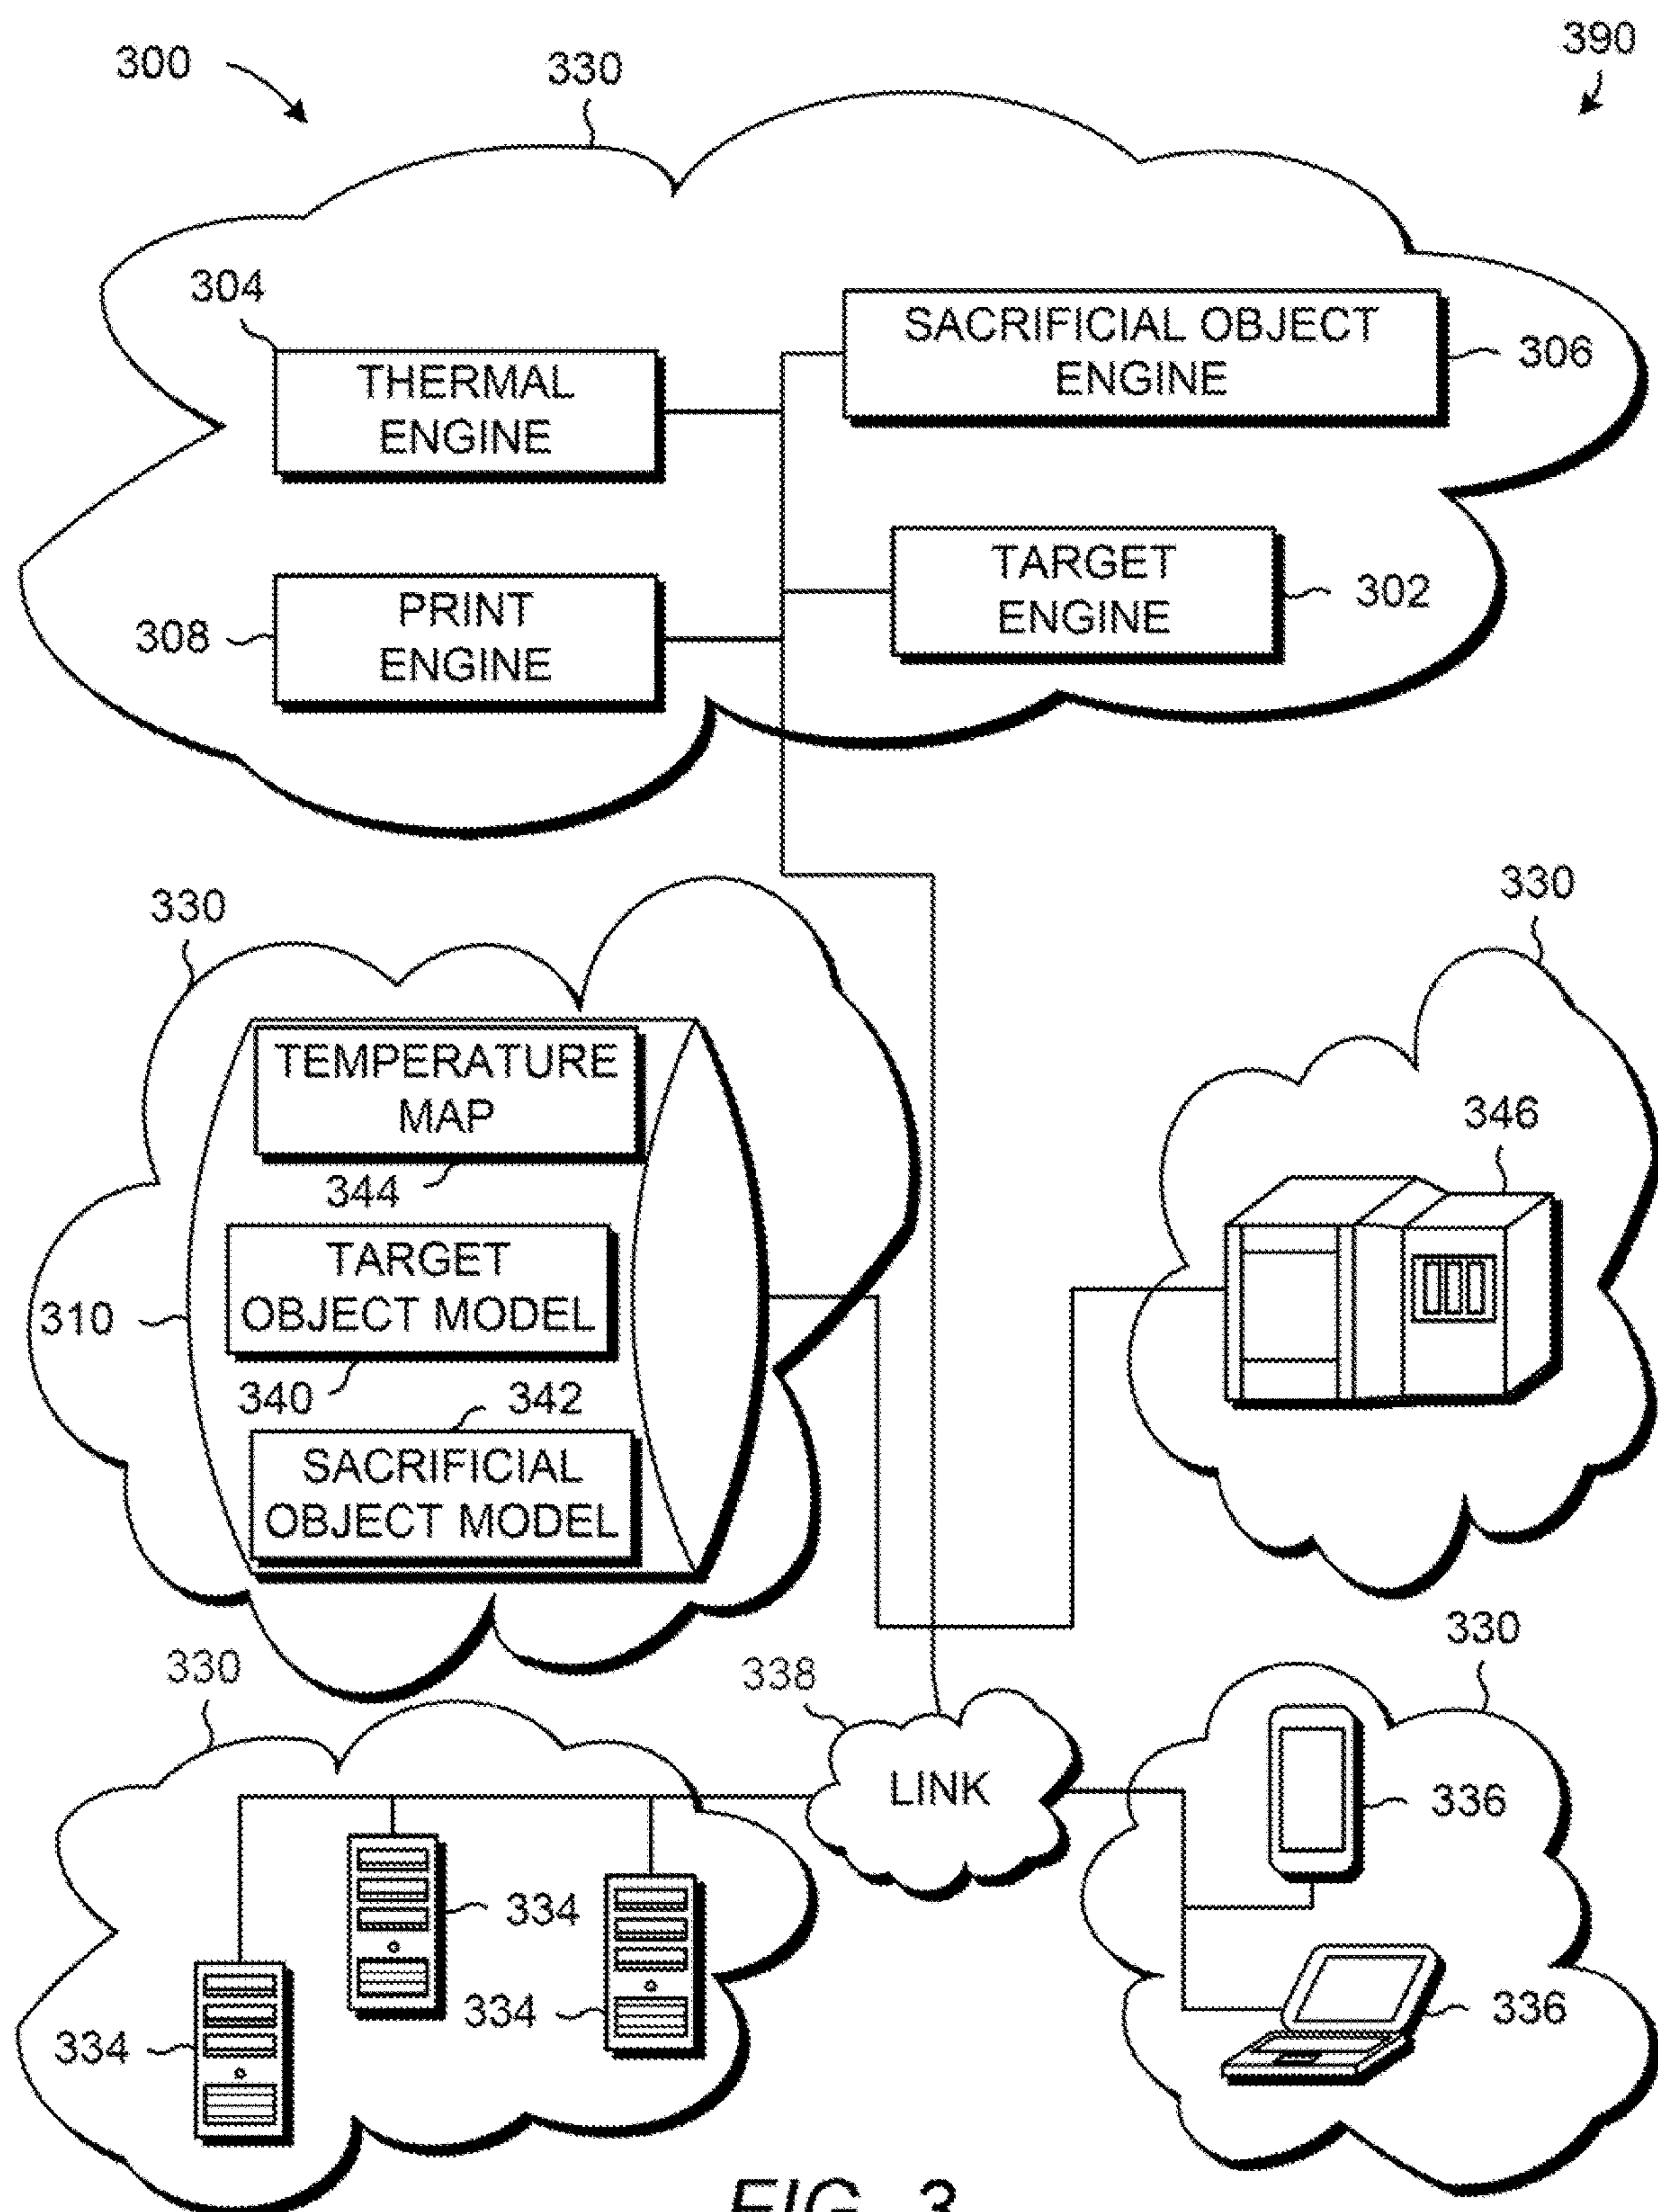 300
330
390
304
THERMAL
ENGINE
SACRIFICIAL OBJECT
ENGINE
306
308
PRINT
ENGINE
TARGET
ENGINE
302
330
330
TEMPERATURE
MAP
344
346
310
TARGET
OBJECT MODEL
340
342
SACRIFICIAL
OBJECT MODEL
330
338
330
LINK
336
334
334
334
336
FIG. 3